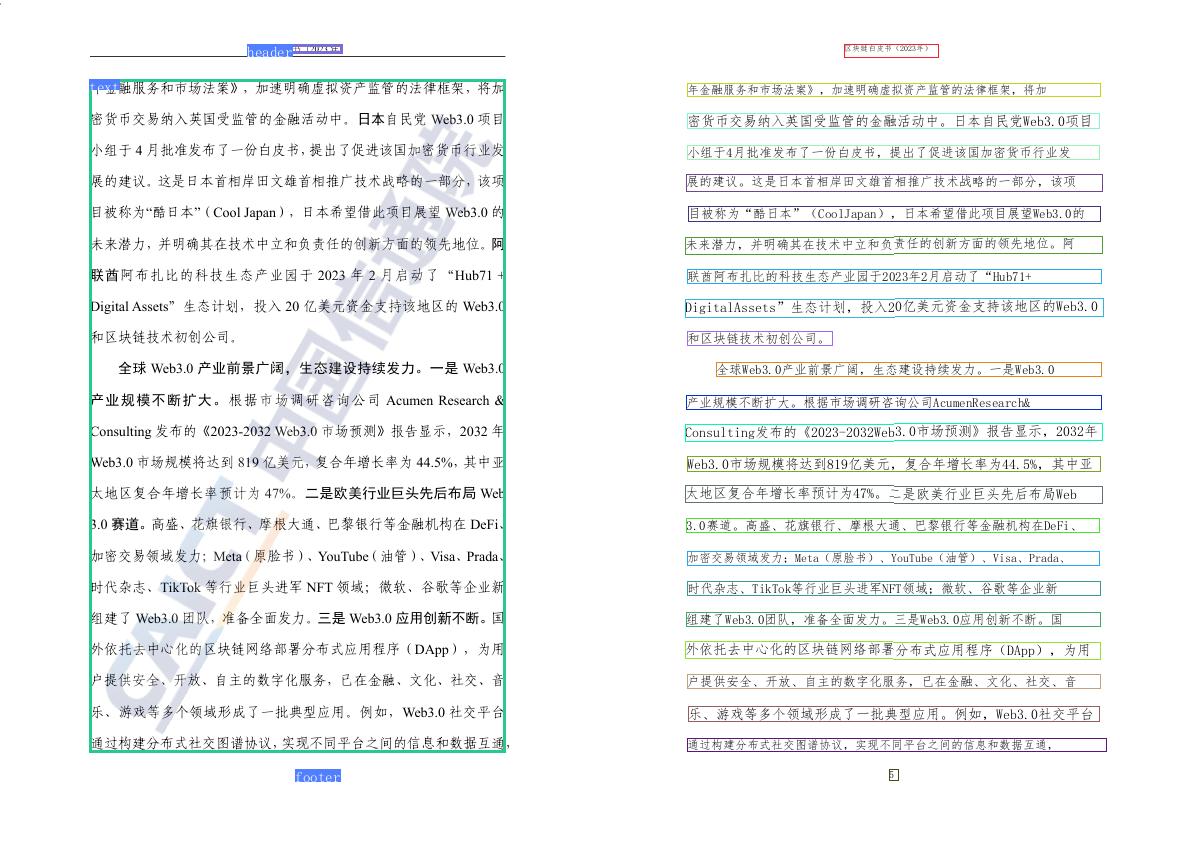 header
text
融服务和市场法案》，加速明确虚拟资产监管的法律框架，将加
密货币交易纳入英国受监管的金融活动中。日本自民党 Web3.0 项目
小组于 4 月批准发布了一份白皮书，提出了促进该国加密货币行业发
展的建议。这是日本首相岸田文雄首相推广技术战略的一部分，该项
目被称为“酷日本”（Cool Japan），日本希望借此项目展望 Web3.0 的
未来潜力，并明确其在技术中立和负责任的创新方面的领先地位。阿
联酋阿布扎比的科技生态产业园于 2023 年 2 月启动了 “Hub71 +
Digital Assets” 生态计划，投入 20 亿美元资金支持该地区的 Web3.0
和区块链技术初创公司。
全球 Web3.0 产业前景广阔，生态建设持续发力。一是 Web3.0
产业规模不断扩大。根据市场调研咨询公司 Acumen Research &
Consulting 发布的《2023-2032 Web3.0 市场预测》报告显示，2032 年
Web3.0 市场规模将达到 819 亿美元，复合年增长率为 44.5%，其中亚
太地区复合年增长率预计为 47%。二是欧美行业巨头先后布局 Web
3.0 赛道。高盛、花旗银行、摩根大通、巴黎银行等金融机构在 DeFi、
加密交易领域发力；Meta（原脸书）、YouTube（油管）、Visa、Prada、
时代杂志、TikTok 等行业巨头进军 NFT 领域；微软、谷歌等企业新
组建了 Web3.0 团队，准备全面发力。三是 Web3.0 应用创新不断。国
外依托去中心化的区块链网络部署分布式应用程序（DApp），为用
户提供安全、开放、自主的数字化服务，已在金融、文化、社交、音
乐、游戏等多个领域形成了一批典型应用。例如，Web3.0 社交平台
通过构建分布式社交图谱协议，实现不同平台之间的信息和数据互通，
CAICT 中国信通院
footer
区块链白皮书（2023年）
年金融服务和市场法案》，加速明确虚拟资产监管的法律框架，将加
密货币交易纳入英国受监管的金融活动中。日本自民党Web3.0项目
小组于4月批准发布了一份白皮书，提出了促进该国加密货币行业发
展的建议。这是日本首相岸田文雄首相推广技术战略的一部分，该项
目被称为“酷日本”（CoolJapan），日本希望借此项目展望Web3.0的
未来潜力，并明确其在技术中立和负责任的创新方面的领先地位。阿
联酋阿布扎比的科技生态产业园于2023年2月启动了“Hub71+
DigitalAssets”生态计划，投入20亿美元资金支持该地区的Web3.0
和区块链技术初创公司。
全球Web3.0产业前景广阔，生态建设持续发力。一是Web3.0
产业规模不断扩大。根据市场调研咨询公司AcumenResearch&
Consulting发布的《2023-2032Web3.0市场预测》报告显示，2032年
Web3.0市场规模将达到819亿美元，复合年增长率为44.5%，其中亚
太地区复合年增长率预计为47%。二是欧美行业巨头先后布局Web
3.0赛道。高盛、花旗银行、摩根大通、巴黎银行等金融机构在DeFi、
加密交易领域发力；Meta（原脸书）、YouTube（油管）、Visa、Prada、
时代杂志、TikTok等行业巨头进军NFT领域；微软、谷歌等企业新
组建了Web3.0团队，准备全面发力。三是Web3.0应用创新不断。国
外依托去中心化的区块链网络部署分布式应用程序（DApp），为用
户提供安全、开放、自主的数字化服务，已在金融、文化、社交、音
乐、游戏等多个领域形成了一批典型应用。例如，Web3.0社交平台
通过构建分布式社交图谱协议，实现不同平台之间的信息和数据互通，
5